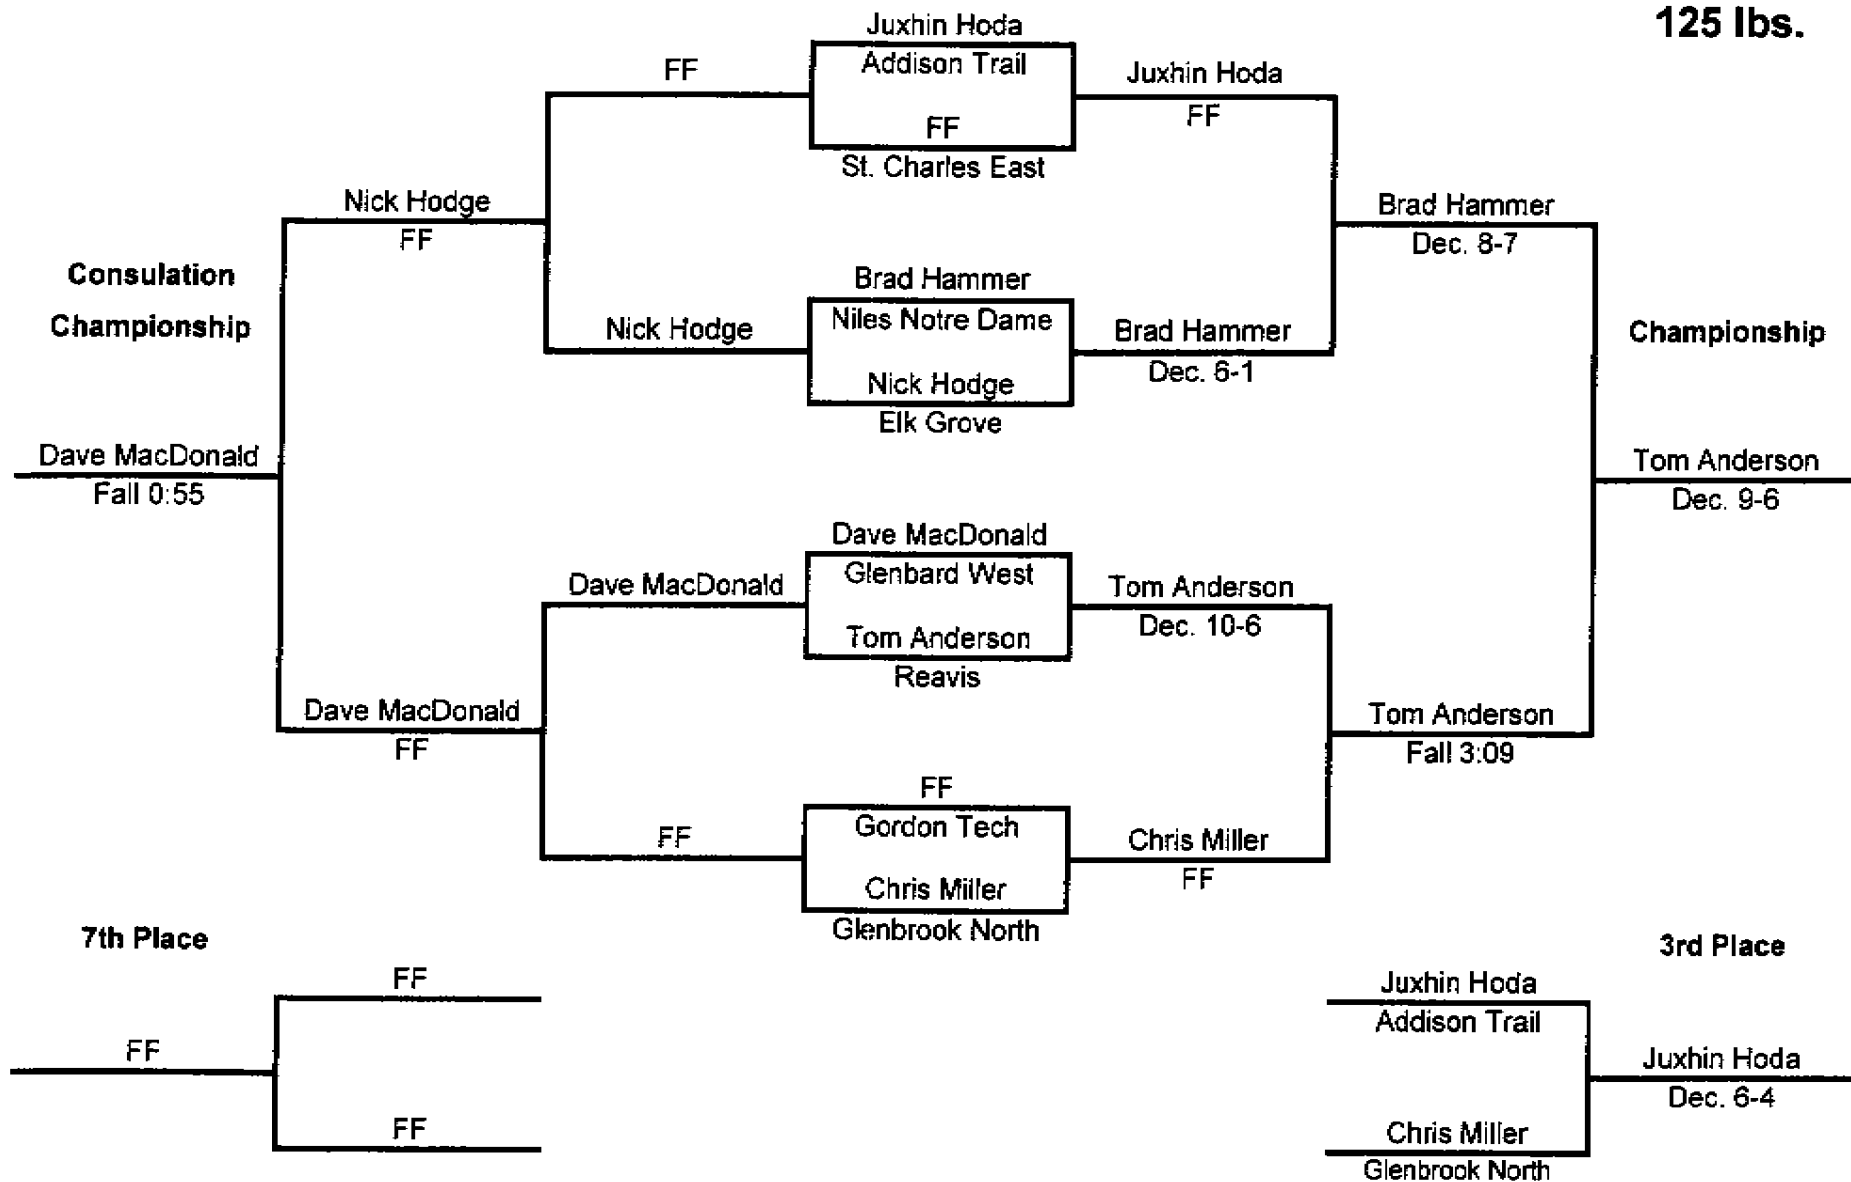 125 lbs.
Juxhin Hoda
Addison Trail
FF
St. Charles East
FF
Juxhin Hoda
FF
Nick Hodge
FF
Brad Hammer
Dec. 8-7
Consulation
Championship
Brad Hammer
Niles Notre Dame
Nick Hodge
Elk Grove
Nick Hodge
Brad Hammer
Dec. 6-1
Championship
Dave MacDonald
Fall 0:55
Tom Anderson
Dec. 9-6
Dave MacDonald
Glenbard West
Tom Anderson
Reavis
Dave MacDonald
Tom Anderson
Dec. 10-6
Dave MacDonald
FF
Tom Anderson
Fall 3:09
FF
Gordon Tech
Chris Miller
Glenbrook North
FF
Chris Miller
FF
7th Place
FF
FF
FF
3rd Place
Juxhin Hoda
Addison Trail
Juxhin Hoda
Dec. 6-4
Chris Miller
Glenbrook North